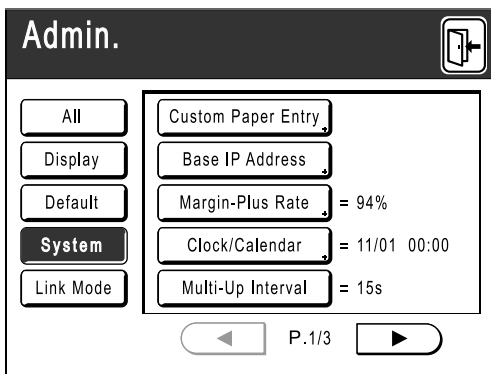 Admin.
All
Custom Paper Entry
Display
Base IP Address
Default
Margin-Plus Rate = 94%
System
Clock/Calendar = 11/01 00:00
Link Mode
Multi-Up Interval = 15s
P.1/3